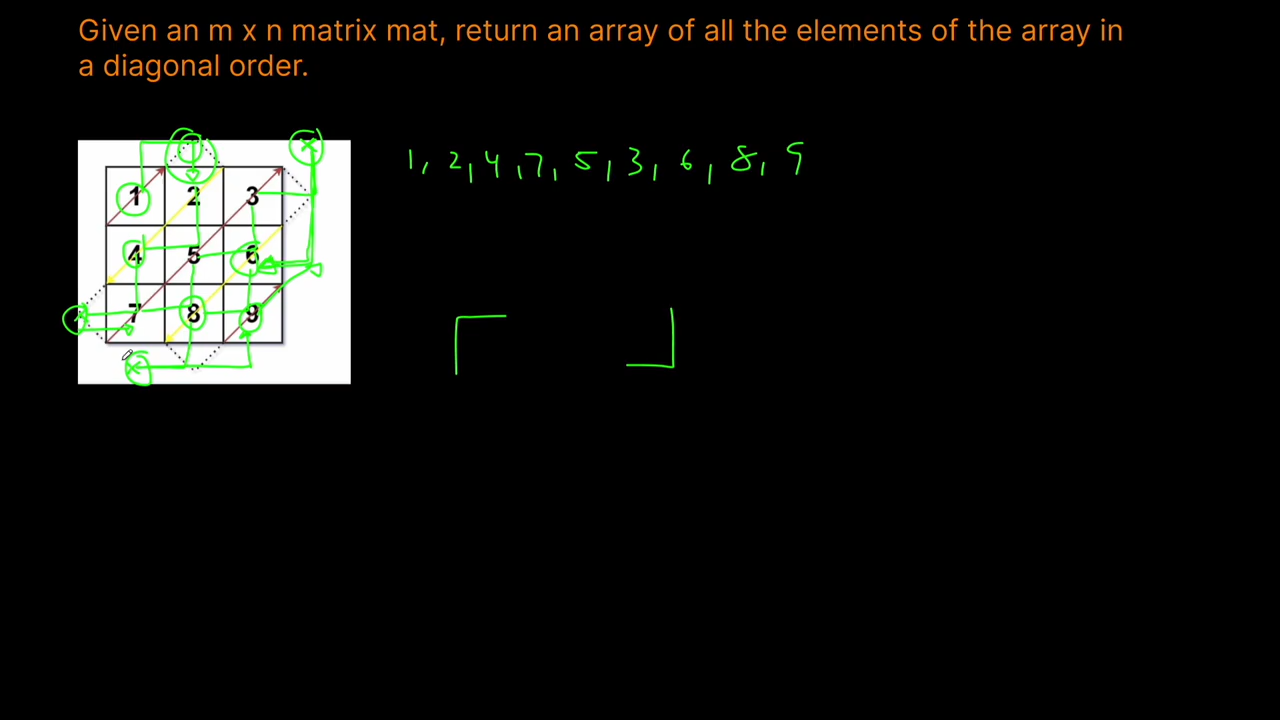 Given an m x n matrix mat, return an array of all the elements of the array in
a diagonal order.
1, 2, 4, 7, 5, 3, 6, 8, 9
1 2 3
4 5 6
7 8 9